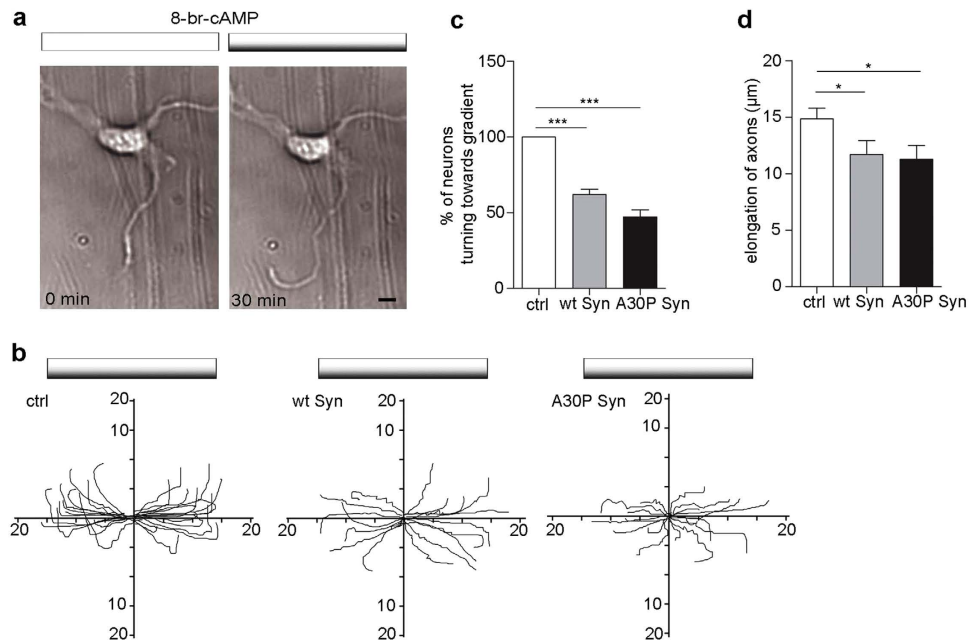 a
8-br-cAMP
0 min
30 min
c
% of neurons
turning towards gradient
150
100
50
0
***
***
ctrl
wt Syn
A30P Syn
d
elongation of axons (µm)
20
15
10
5
0
*
*
ctrl
wt Syn
A30P Syn
b
ctrl
20
10
20
20
10
20
wt Syn
20
10
20
20
10
20
A30P Syn
20
10
20
20
10
20